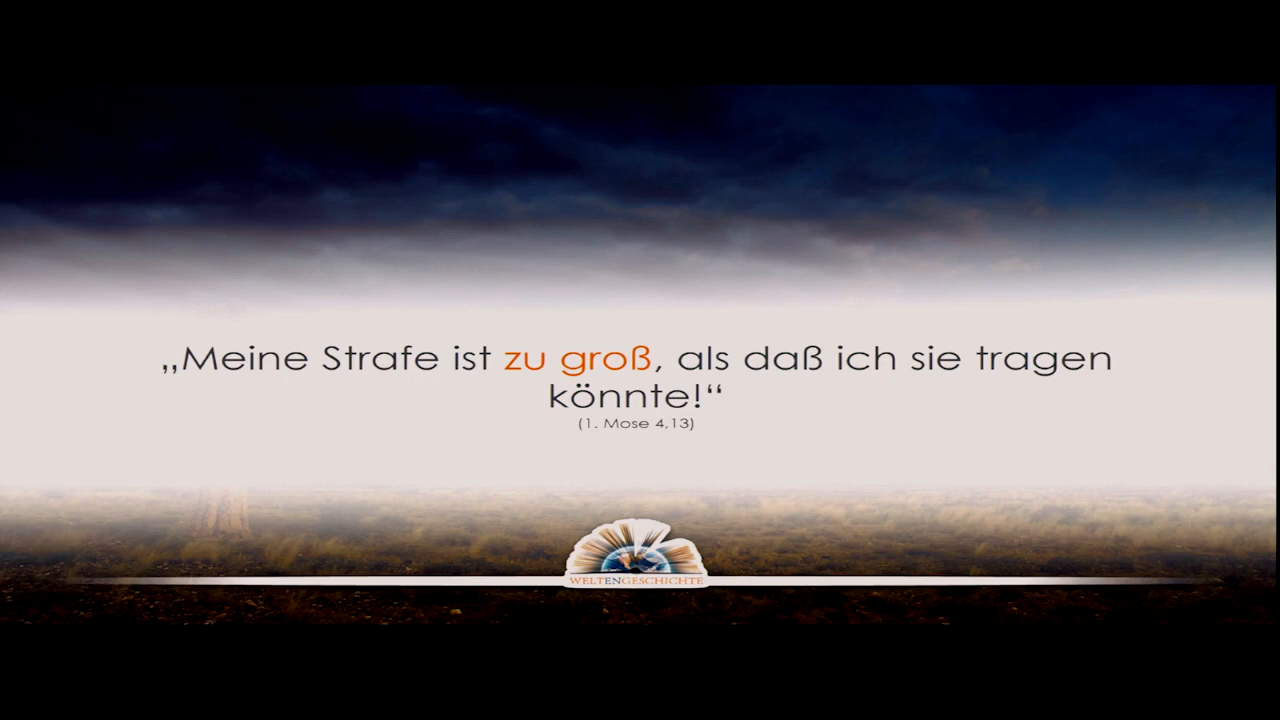 „Meine Strafe ist zu groß, als daß ich sie tragen
könnte!“
(1. Mose 4,13)
WELTENGESCHICHTE